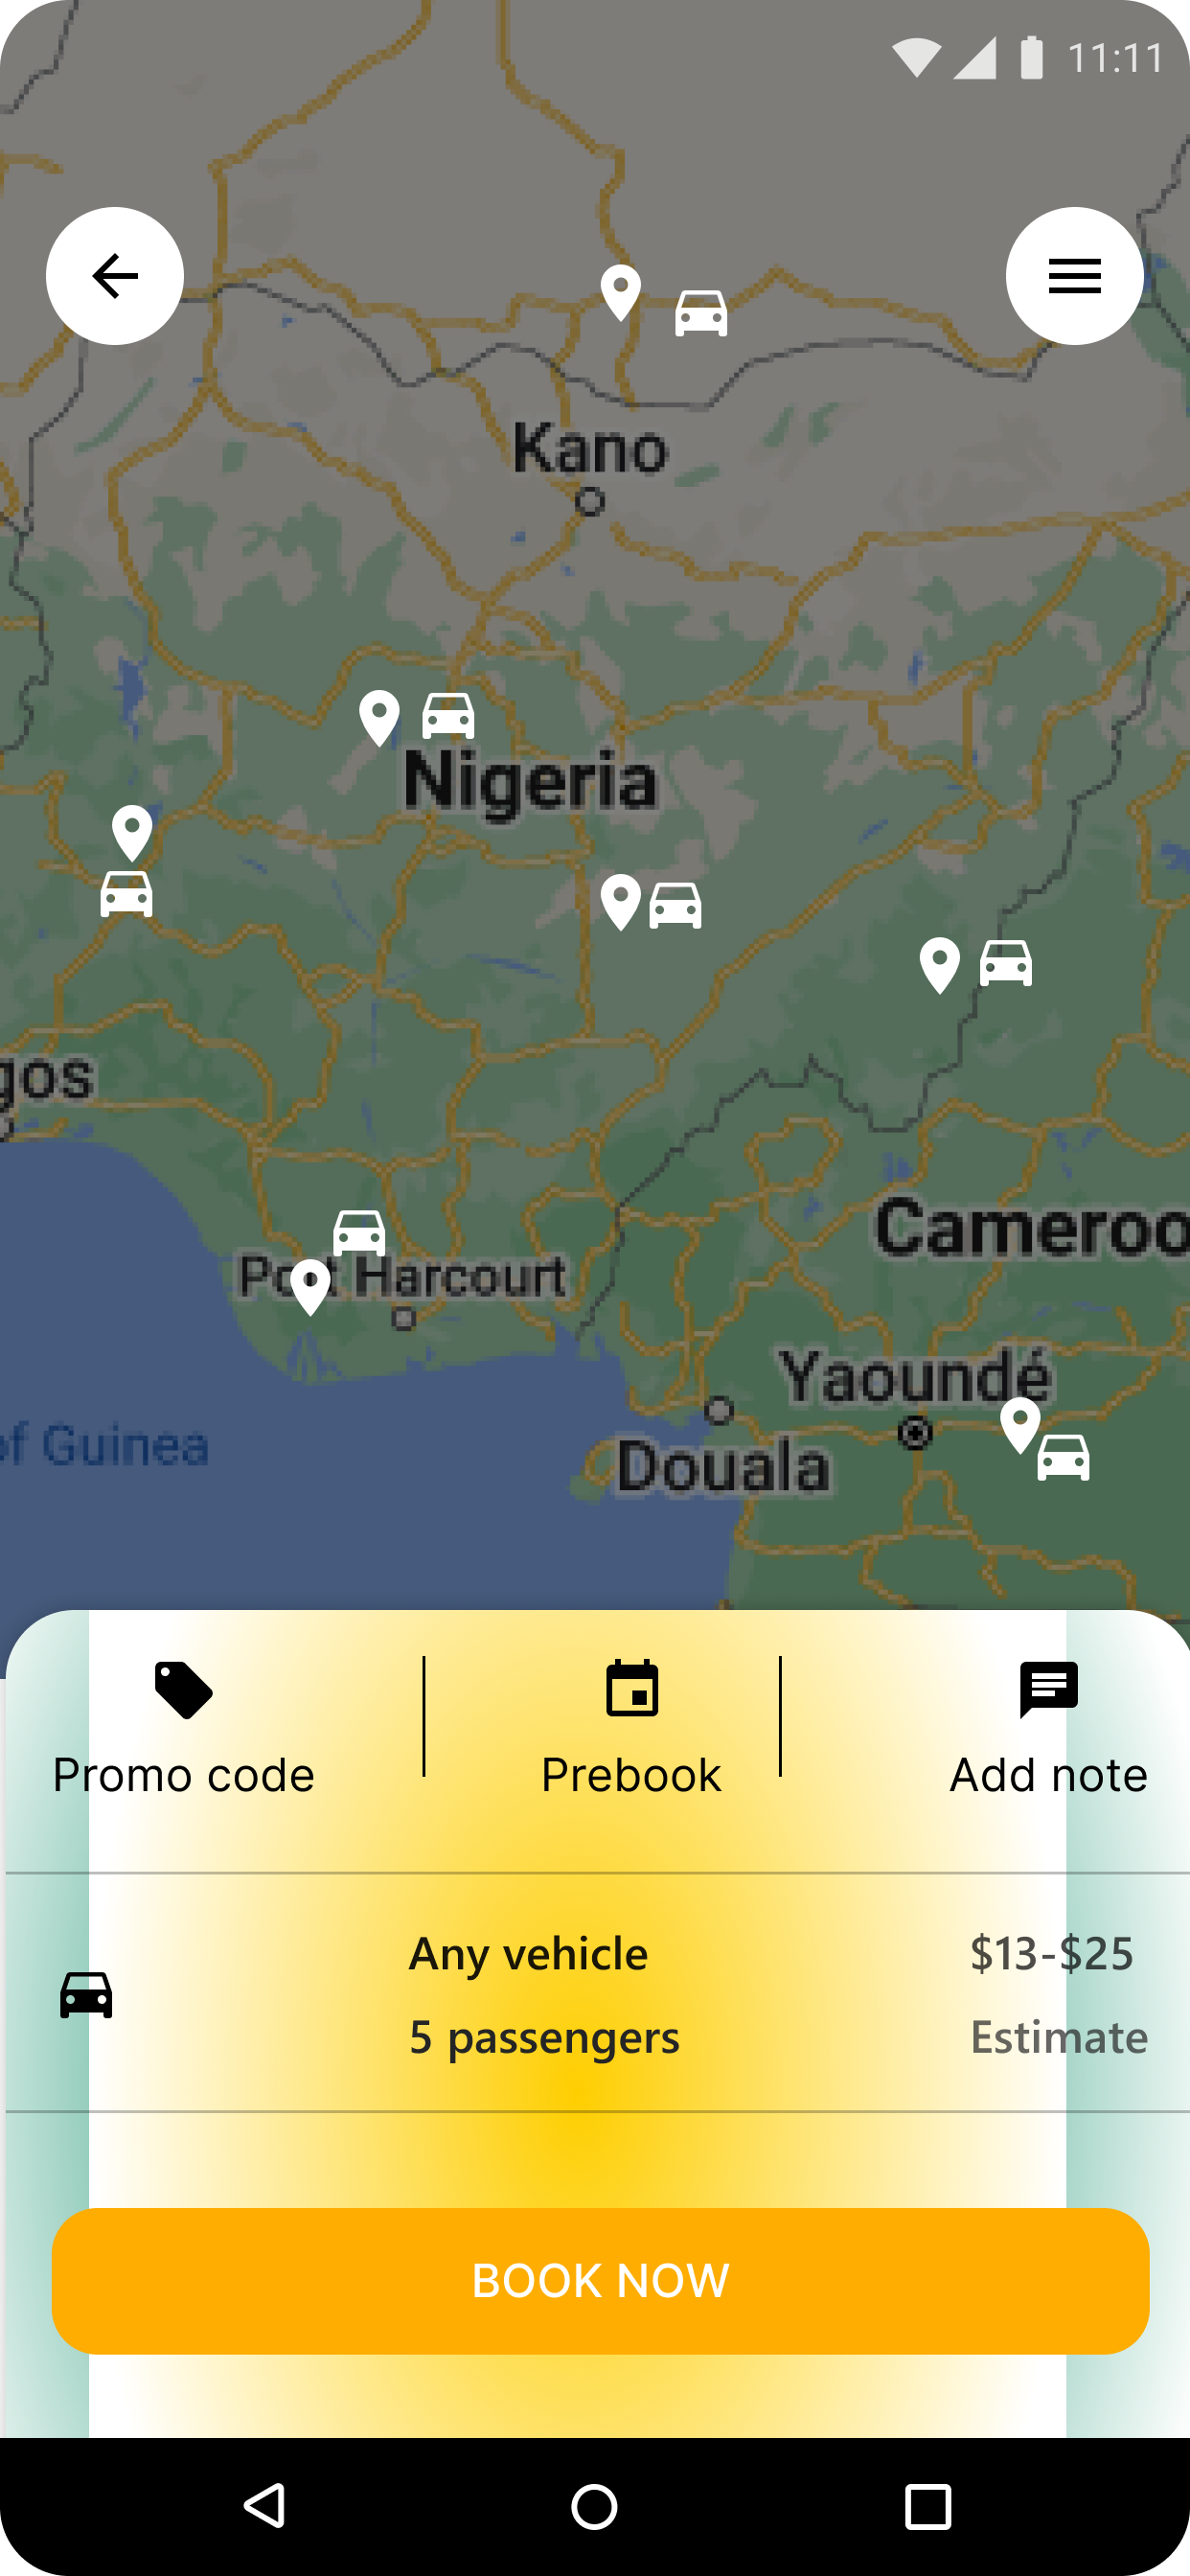 11:11
Kano
Nigeria
gos
Cameroo
Port Harcourt
Yaoundé
of Guinea
Douala
Promo code
Prebook
Add note
Any vehicle
$13-$25
5 passengers
Estimate
BOOK NOW